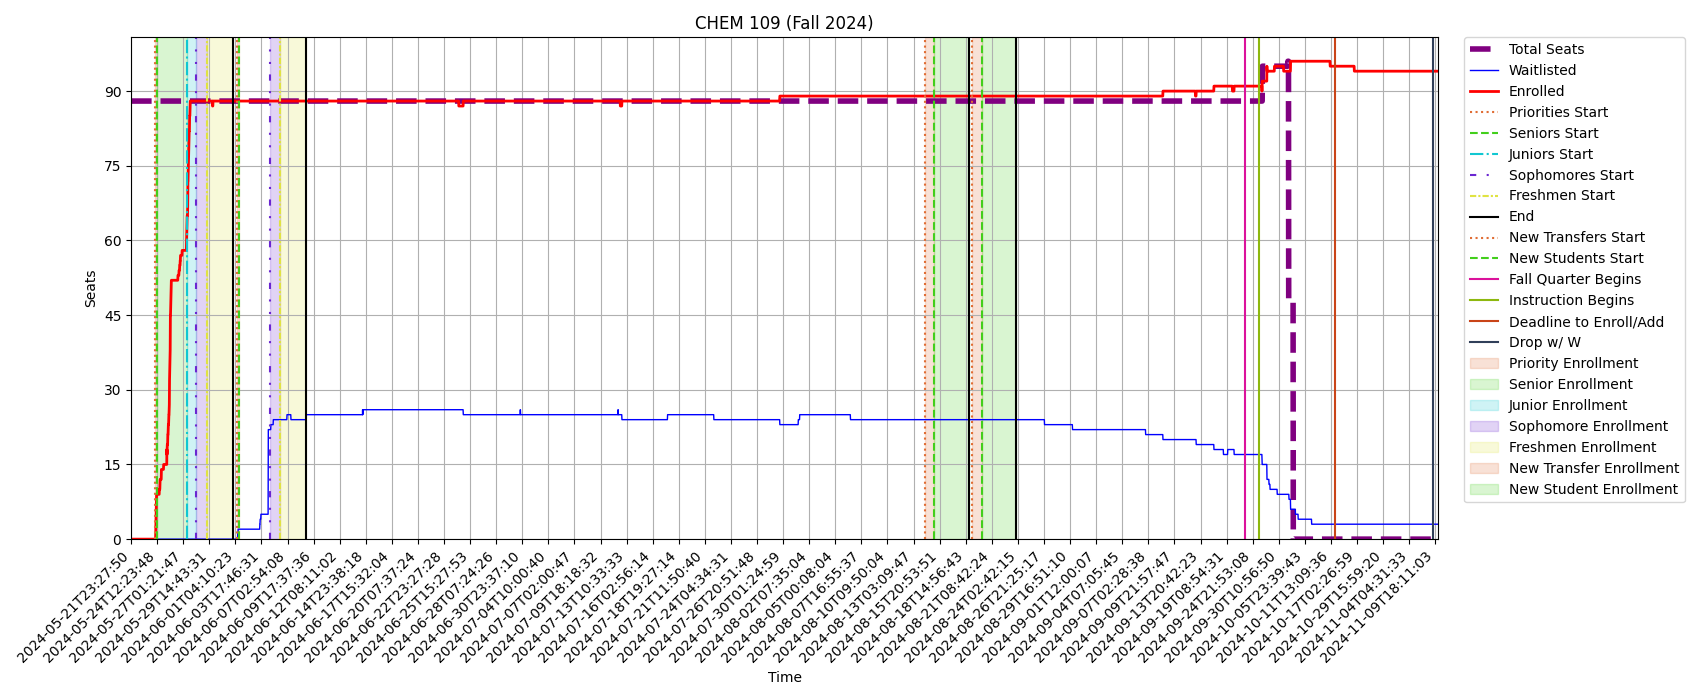 CHEM 109 (Fall 2024)
Seats
90
75
60
45
30
15
0
2024-05-21T23:27:50
2024-05-24T12:23:48
2024-05-27T01:21:47
2024-05-29T14:43:31
2024-06-01T04:10:23
2024-06-03T17:46:31
2024-06-07T02:54:08
2024-06-09T17:37:36
2024-06-12T08:11:02
2024-06-14T23:38:18
2024-06-17T15:32:04
2024-06-20T07:37:24
2024-06-22T23:27:28
2024-06-25T15:27:53
2024-06-28T07:24:26
2024-06-30T23:37:10
2024-07-04T10:00:40
2024-07-07T02:00:47
2024-07-09T18:18:32
2024-07-13T10:33:33
2024-07-16T02:56:14
2024-07-18T19:27:14
2024-07-21T11:50:40
2024-07-24T04:34:31
2024-07-26T20:51:48
2024-07-30T01:24:59
2024-08-02T07:35:04
2024-08-05T00:08:04
2024-08-07T16:55:37
2024-08-10T09:50:04
2024-08-13T03:09:47
2024-08-15T20:53:51
2024-08-18T14:56:43
2024-08-21T08:42:24
2024-08-24T02:42:15
2024-08-26T21:25:17
2024-08-29T16:51:10
2024-09-01T12:00:07
2024-09-04T07:05:45
2024-09-07T02:28:38
2024-09-09T21:57:47
2024-09-13T20:42:23
2024-09-19T08:54:31
2024-09-24T21:53:08
2024-09-30T10:56:50
2024-10-05T23:39:43
2024-10-11T13:09:36
2024-10-17T02:26:59
2024-10-29T15:59:20
2024-11-04T04:31:33
2024-11-09T18:11:03
Time
Total Seats
Waitlisted
Enrolled
Priorities Start
Seniors Start
Juniors Start
Sophomores Start
Freshmen Start
End
New Transfers Start
New Students Start
Fall Quarter Begins
Instruction Begins
Deadline to Enroll/Add
Drop w/ W
Priority Enrollment
Senior Enrollment
Junior Enrollment
Sophomore Enrollment
Freshmen Enrollment
New Transfer Enrollment
New Student Enrollment